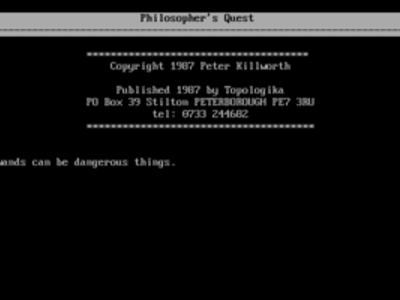 Philosopher's Quest
Copyright 1987 Peter Killworth
Published 1987 by Topologika
PO Box 39 Stilton PETERBOROUGH PE7 3RU
tel: 0733 244682
wands can be dangerous things.